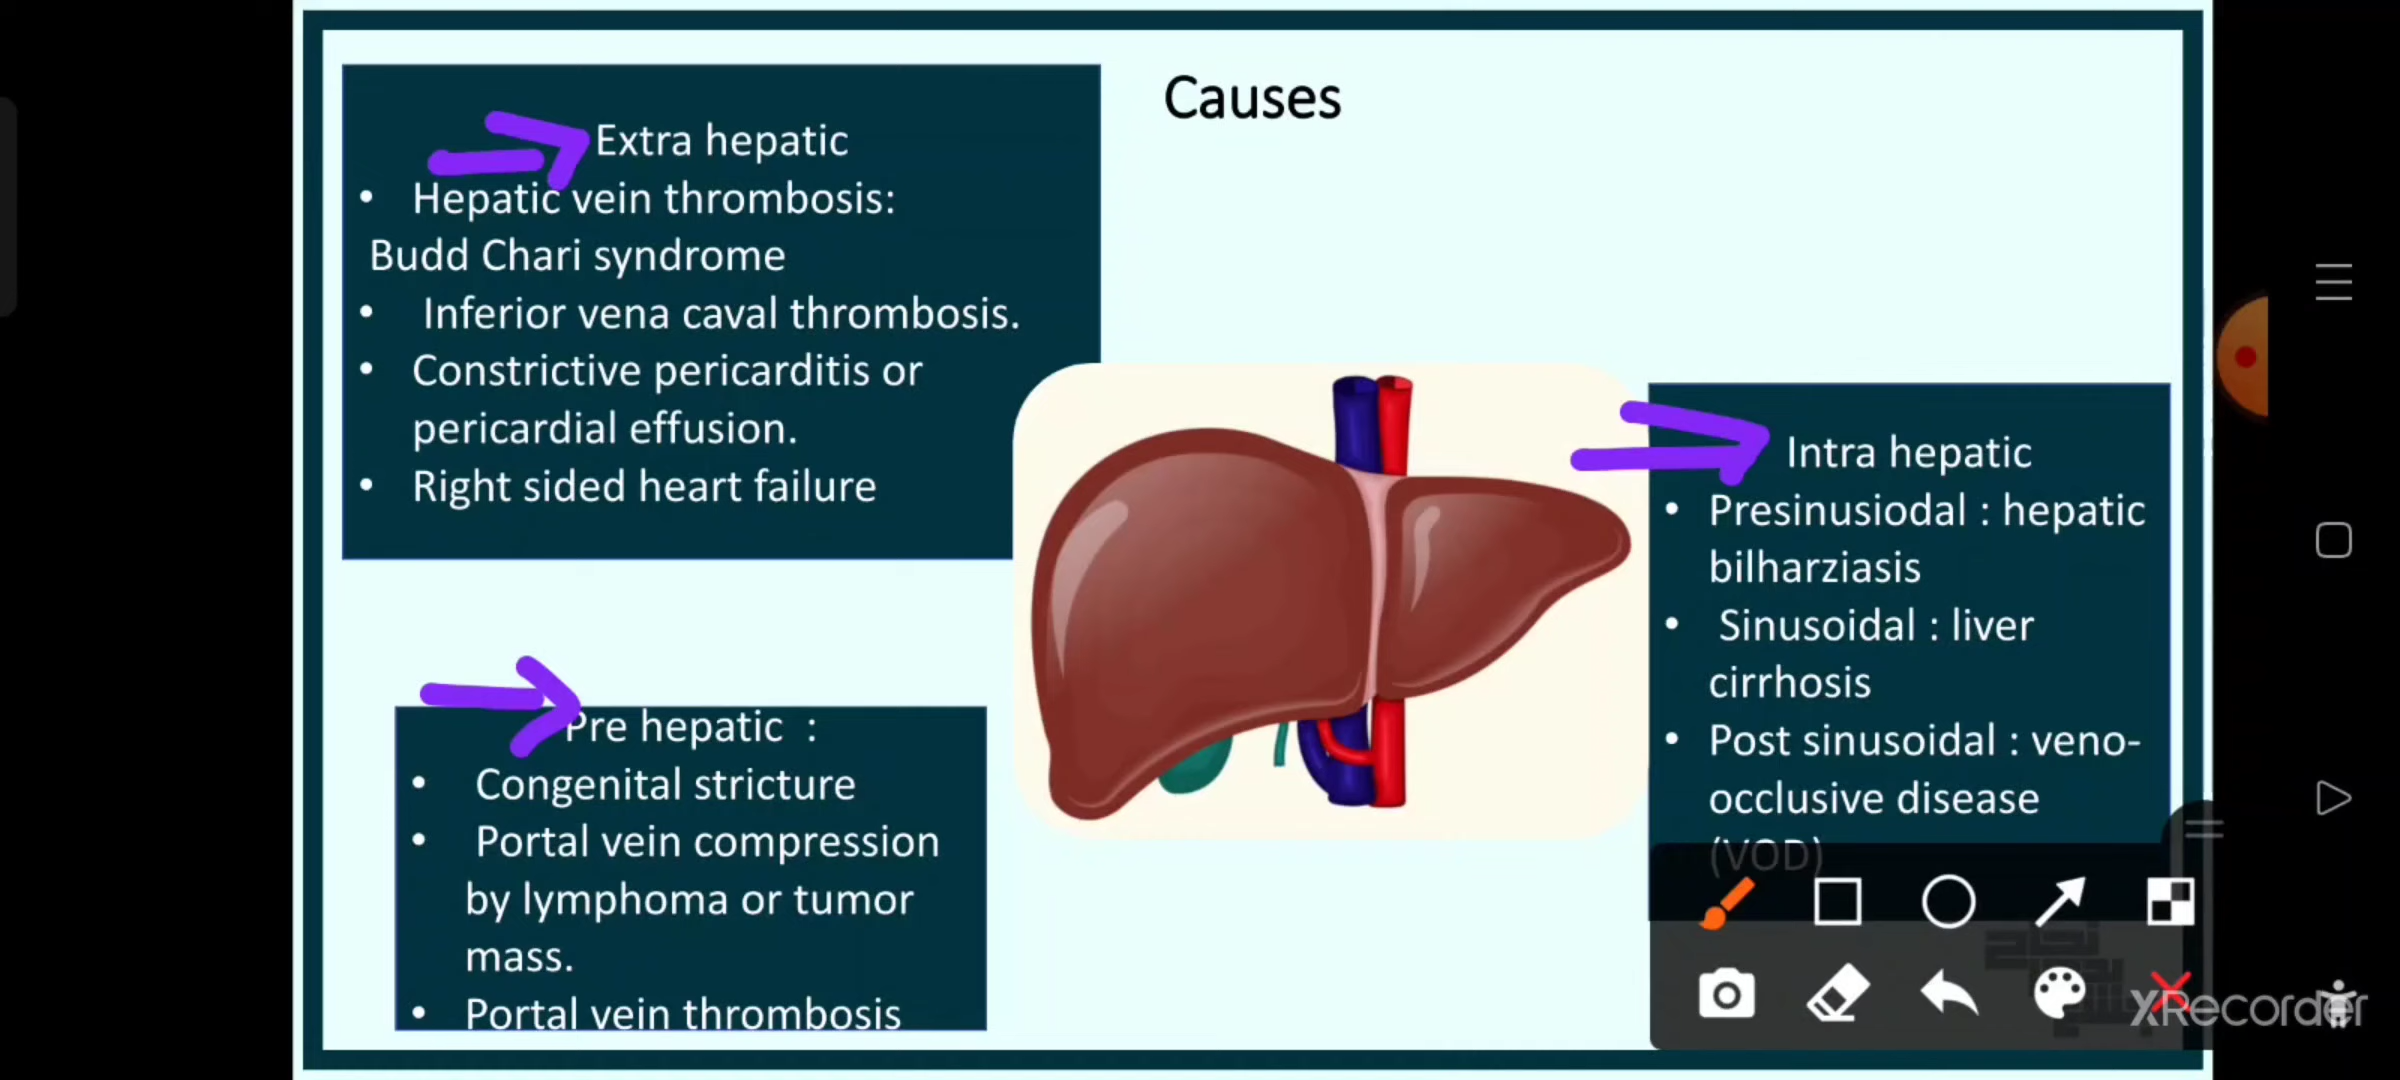 Causes
Extra hepatic
• Hepatic vein thrombosis:
Budd Chari syndrome
• Inferior vena caval thrombosis.
• Constrictive pericarditis or
pericardial effusion.
• Right sided heart failure
Pre hepatic :
• Congenital stricture
• Portal vein compression
by lymphoma or tumor
mass.
• Portal vein thrombosis
Intra hepatic
• Presinusiodal : hepatic
bilharziasis
• Sinusoidal : liver
cirrhosis
• Post sinusoidal : veno-
occlusive disease
(VOD)
XRecorder